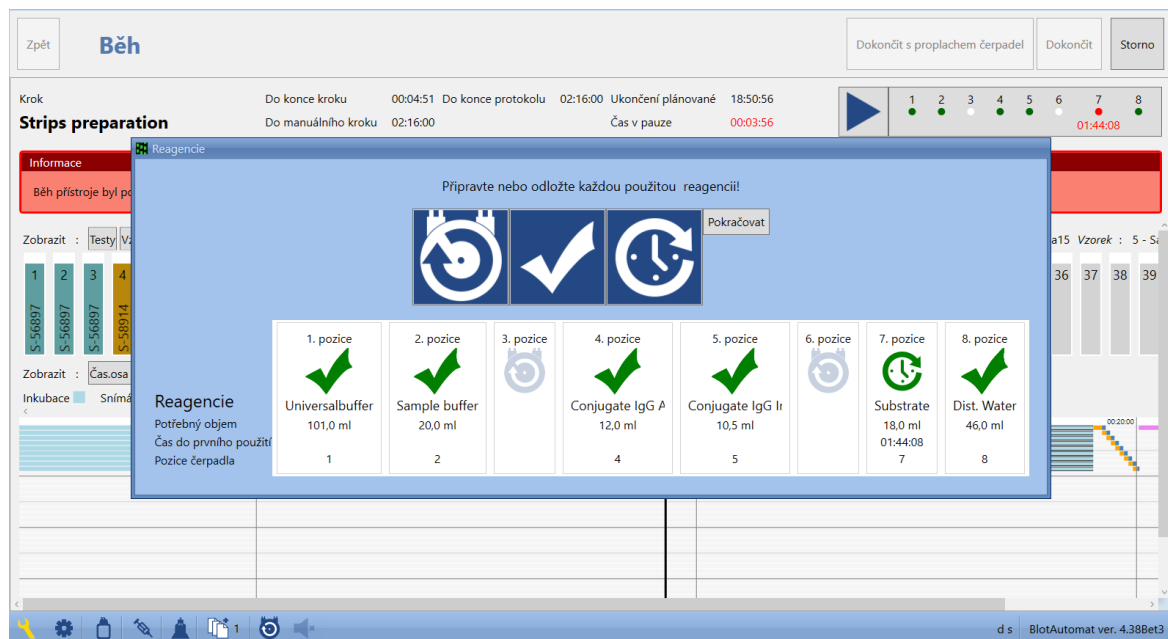 Zpět
Běh
Dokončit s proplachem čerpadel
Dokončit
Storno
Krok
Do konce kroku 00:04:51 Do konce protokolu 02:16:00 Ukončení plánované 18:50:56
Strips preparation
Do manuálního kroku 02:16:00 Čas v pauze 00:03:56
1 2 3 4 5 6 7 8
01:44:08
Reagencie
Informace
Běh přístroje byl
Připravte nebo odložte každou použitou reagencii!
Pokračovat
Zobrazit : Testy
a15 Vzorek : 5 -
1 2 3 4
36 37 38 39
S-56897
S-56897
S-56897
S-58914
Zobrazit : Čas.osa
Inkubace
1. pozice 2. pozice 3. pozice 4. pozice 5. pozice 6. pozice 7. pozice 8. pozice
Reagencie
Universalbuffer Sample buffer Conjugate IgG A Conjugate IgG Ir Substrate Dist. Water
Potřebný objem 101,0 ml 20,0 ml 12,0 ml 10,5 ml 18,0 ml 46,0 ml
Čas do prvního použití 01:44:08
Pozice čerpadla 1 2 4 5 7 8
00:20:00
1
d s BlotAutomat ver. 4.38Bet3